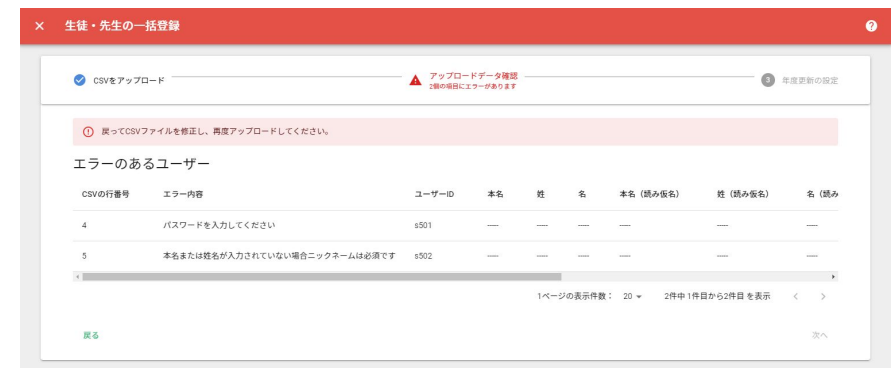 × 生徒・先生の一括登録 ?
CSVをアップロード
アップロードデータ確認
2個の項目にエラーがあります
3 年度更新の設定
戻ってCSVファイルを修正し、再度アップロードしてください。
エラーのあるユーザー
CSVの行番号 エラー内容 ユーザーID 本名 姓 名 本名（読み仮名） 姓（読み仮名） 名（読み
4 パスワードを入力してください s501 ── ── ── ── ── ──
5 本名または姓名が入力されていない場合ニックネームは必須です s502 ── ── ── ── ── ──
1ページの表示件数： 20 2件中 1件目から2件目 を表示 < >
戻る 次へ